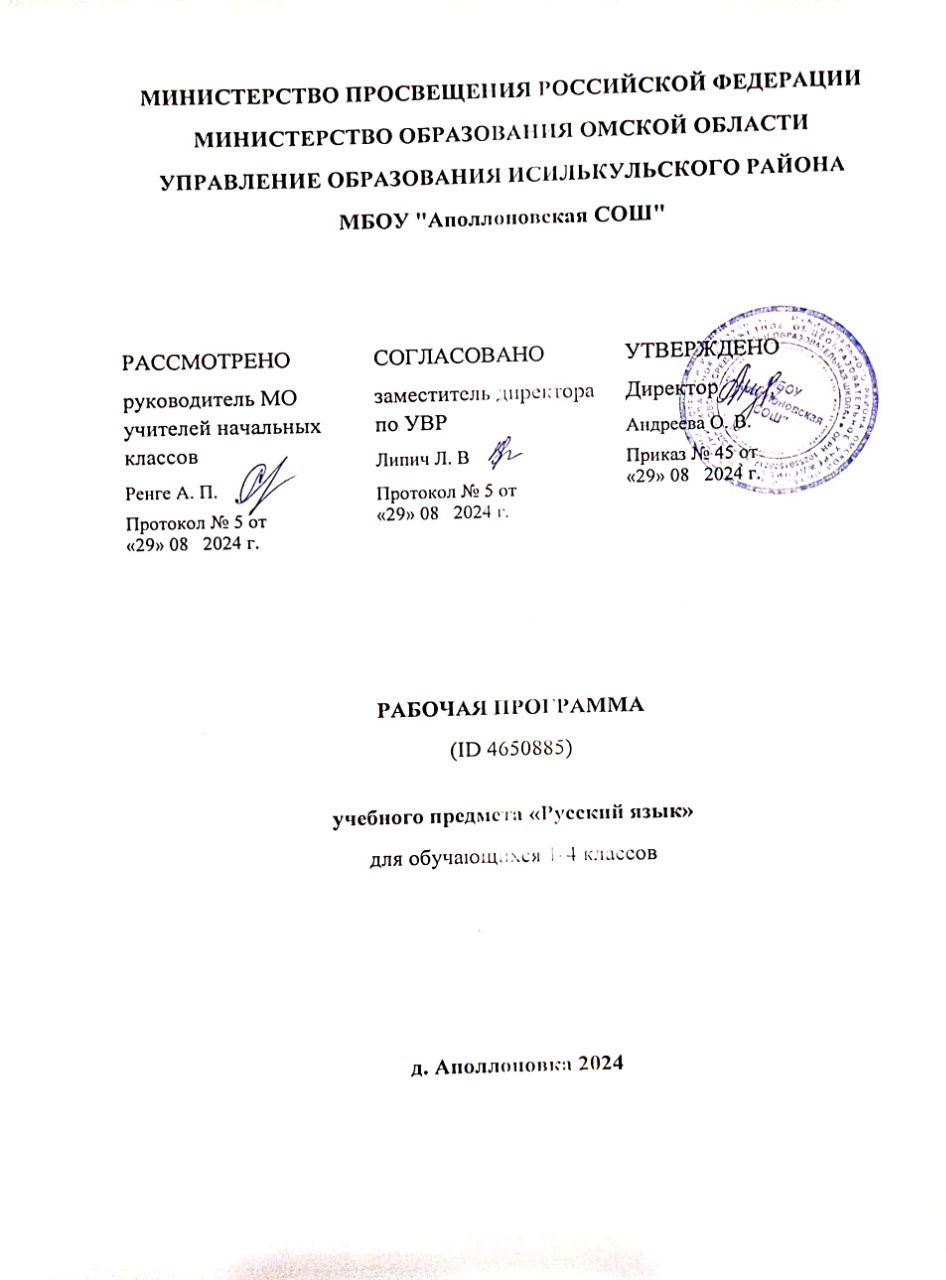 МИНИСТЕРСТВО ПРОСВЕЩЕНИЯ РОССИЙСКОЙ ФЕДЕРАЦИИ
МИНИСТЕРСТВО ОБРАЗОВАНИЯ ОМСКОЙ ОБЛАСТИ
УПРАВЛЕНИЕ ОБРАЗОВАНИЯ ИСИЛЬКУЛЬСКОГО РАЙОНА
МБОУ "Аполлоновская СОШ"
РАССМОТРЕНО
руководитель МО
учителей начальных
классов
Ренге А. П.
Протокол № 5 от
«29» 08 2024 г.
СОГЛАСОВАНО
заместитель директора
по УВР
Липич Л. В
Протокол № 5 от
«29» 08 2024 г.
УТВЕРЖДЕНО
Директор
Андреева О. В.
Приказ № 45 от
«29» 08 2024 г.
РАБОЧАЯ ПРОГРАММА
(ID 4650885)
учебного предмета «Русский язык»
для обучающихся 1-4 классов
д. Аполлоновка 2024